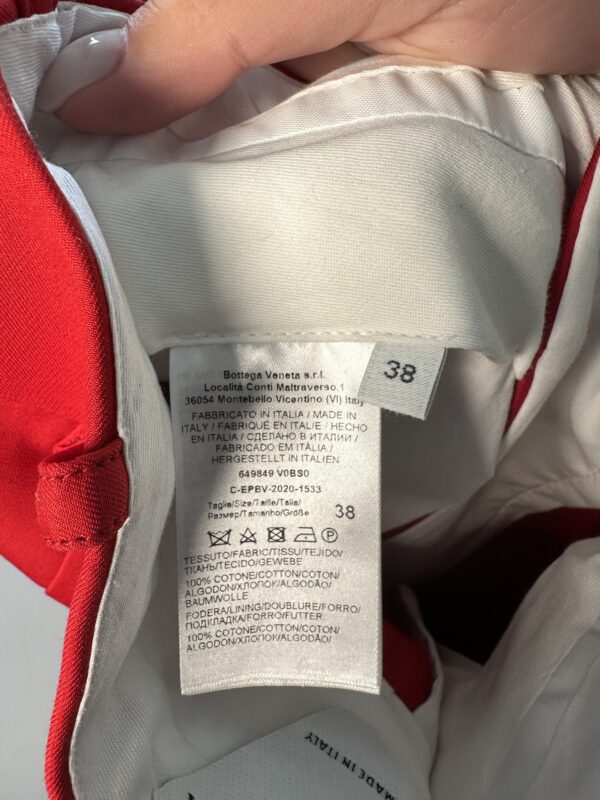 Bottega Veneta s.r.l.
Località Conti Maltraverso,1
36054 Montebello Vicentino (VI) Italy
38
FABBRICATO IN ITALIA / MADE IN
ITALY / FABRIQUÉ EN ITALIE / HECHO
EN ITALIA / СДЕЛАНО В ИТАЛИИ /
FABRICADO EM ITÁLIA /
HERGESTELLT IN ITALIEN
649849 V0BS0
C-EPBV-2020-1533
Taglia/Size/Taille/Talla/
Размер/Tamanho/Größe 38
TESSUTO/FABRIC/TISSU/TEJIDO/
ТКАНЬ/TECIDO/GEWEBE
100% COTONE/COTTON/COTON/
ALGODON/ХЛОПОК/ALGODÃO/
BAUMWOLLE
FODERA/LINING/DOUBLURE/FORRO/
ПОДКЛАДКА/FORRO/FUTTER
100% COTONE/COTTON/COTON/
ALGODON/ХЛОПОК/ALGODÃO/
MADE IN ITALY